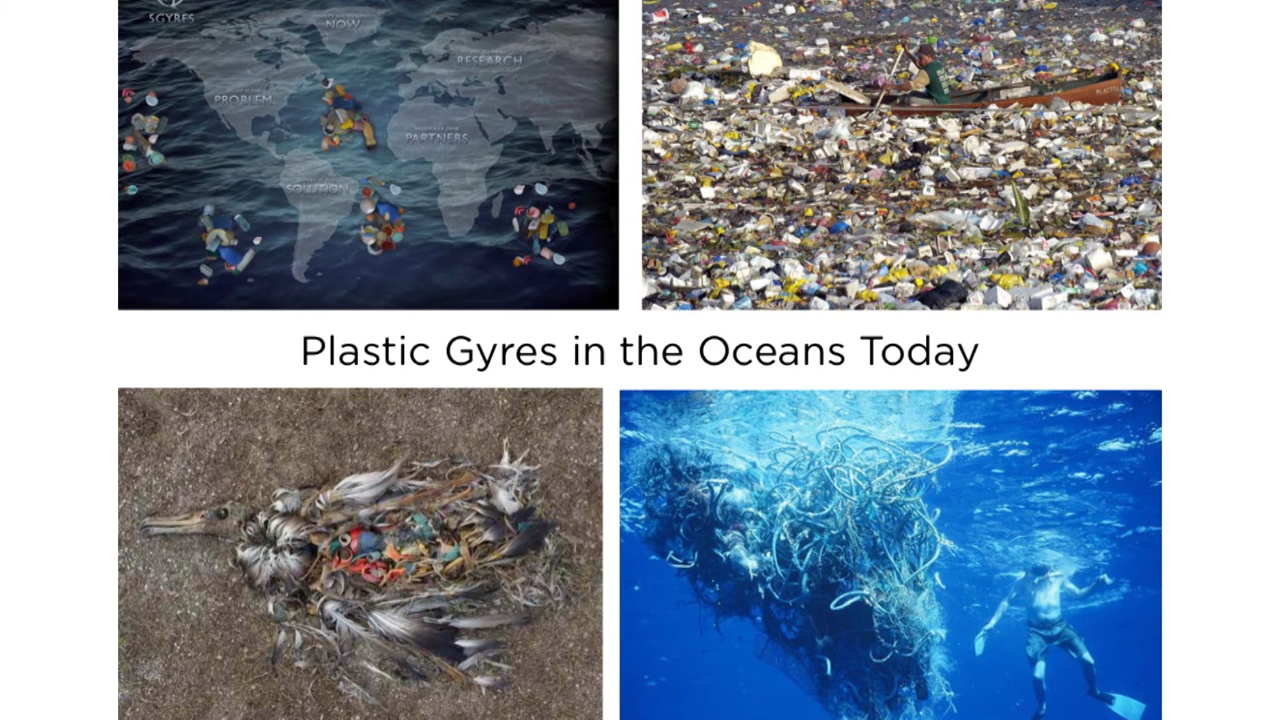 5GYRES
NOW
RESEARCH
PROBLEM
PARTNERS
SOLUTION
Plastic Gyres in the Oceans Today